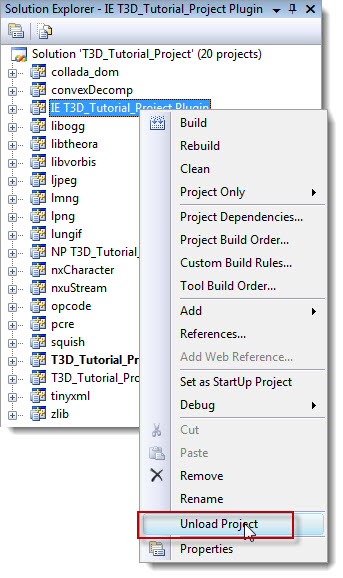 Solution Explorer - IE T3D_Tutorial_Project Plugin
Solution 'T3D_Tutorial_Project' (20 projects)
collada_dom
convexDecomp
IE T3D_Tutorial_Project Plugin
libogg
libtheora
libvorbis
ljpeg
lmng
lpng
lungif
NP T3D_Tutorial_
nxCharacter
nxuStream
opcode
pcre
squish
T3D_Tutorial_Pr
T3D_Tutorial_Pro
tinyxml
zlib
Build
Rebuild
Clean
Project Only
Project Dependencies...
Project Build Order...
Custom Build Rules...
Tool Build Order...
Add
References...
Add Web Reference...
Set as StartUp Project
Debug
Cut
Paste
Remove
Rename
Unload Project
Properties